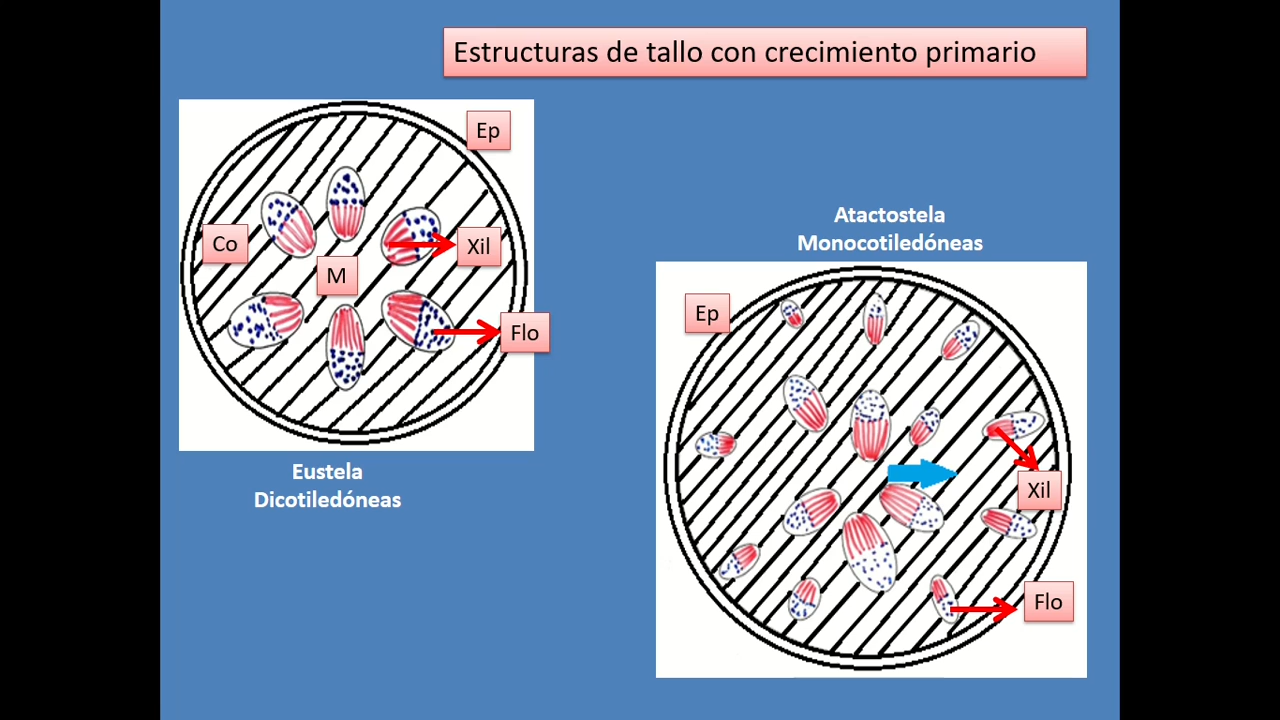 Estructuras de tallo con crecimiento primario
Ep
Co
Xil
M
Flo
Eustela
Dicotiledóneas
Atactostela
Monocotiledóneas
Ep
Xil
Flo